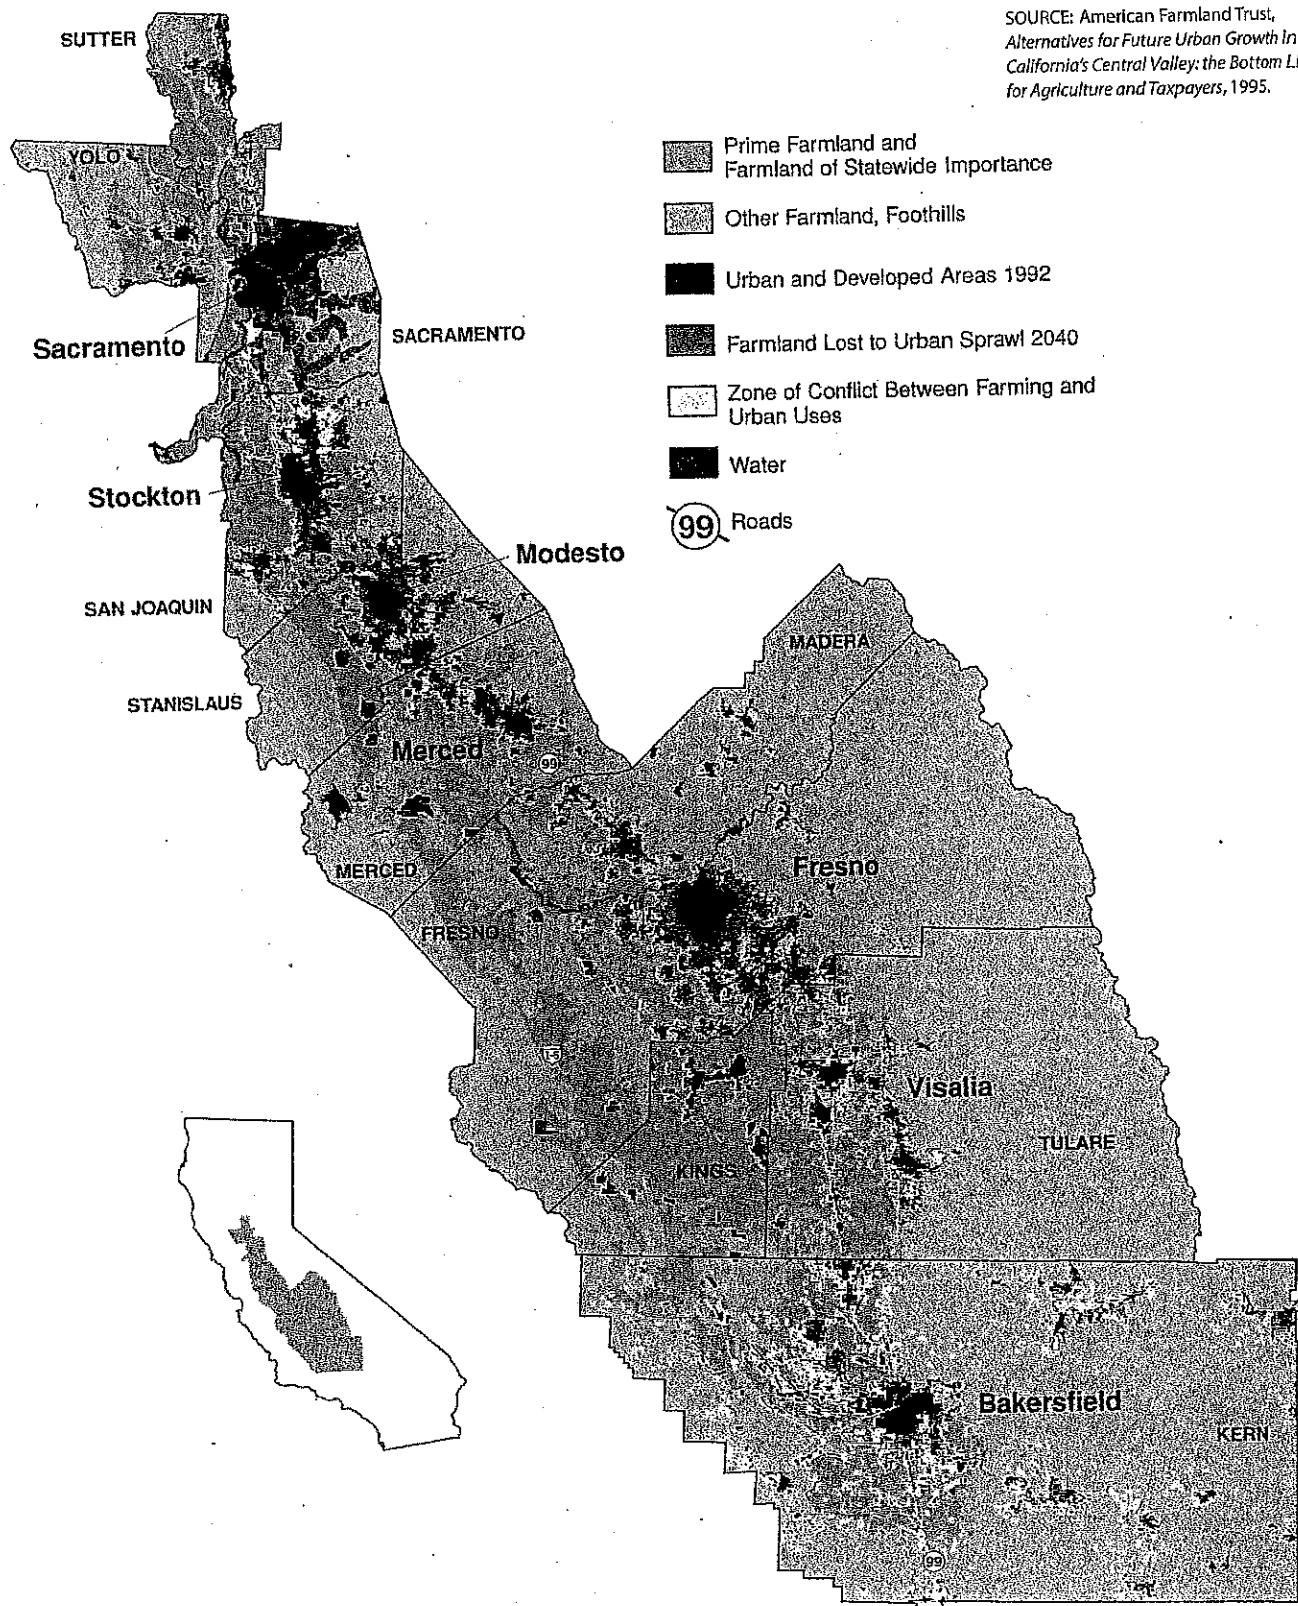 SOURCE: American Farmland Trust,
Alternatives for Future Urban Growth in
California's Central Valley: the Bottom Li
for Agriculture and Taxpayers, 1995.
SUTTER
YOLO
Prime Farmland and
Farmland of Statewide Importance
Other Farmland, Foothills
Urban and Developed Areas 1992
Farmland Lost to Urban Sprawl 2040
Zone of Conflict Between Farming and
Urban Uses
Water
99 Roads
Sacramento
SACRAMENTO
Stockton
Modesto
SAN JOAQUIN
MADERA
STANISLAUS
Merced
99
MERCED
Fresno
FRESNO
I-5
Visalia
TULARE
KINGS
Bakersfield
KERN
99